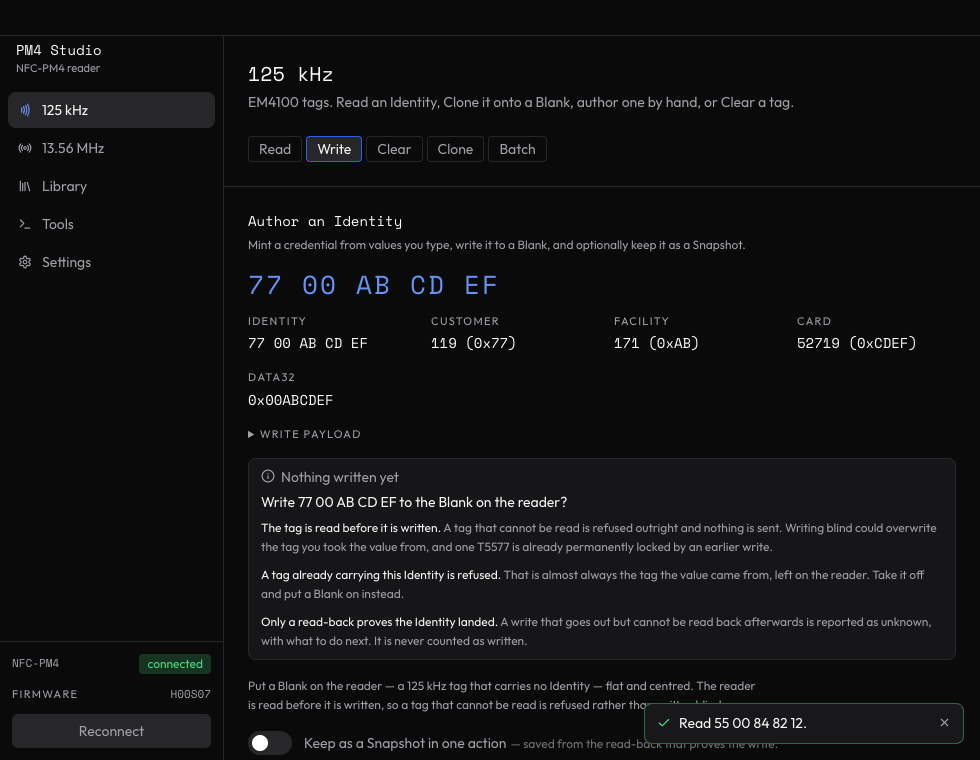 PM4 Studio
NFC-PM4 reader
125 kHz
13.56 MHz
Library
Tools
Settings
NFC-PM4 connected
FIRMWARE H00S07
Reconnect
125 kHz
EM4100 tags. Read an Identity, Clone it onto a Blank, author one by hand, or Clear a tag.
Read Write Clear Clone Batch
Author an Identity
Mint a credential from values you type, write it to a Blank, and optionally keep it as a Snapshot.
77 00 AB CD EF
IDENTITY CUSTOMER FACILITY CARD
77 00 AB CD EF 119 (0x77) 171 (0xAB) 52719 (0xCDEF)
DATA32
0x00ABCDEF
WRITE PAYLOAD
Nothing written yet
Write 77 00 AB CD EF to the Blank on the reader?
The tag is read before it is written. A tag that cannot be read is refused outright and nothing is sent. Writing blind could overwrite
the tag you took the value from, and one T5577 is already permanently locked by an earlier write.
A tag already carrying this Identity is refused. That is almost always the tag the value came from, left on the reader. Take it off
and put a Blank on instead.
Only a read-back proves the Identity landed. A write that goes out but cannot be read back afterwards is reported as unknown,
with what to do next. It is never counted as written.
Put a Blank on the reader — a 125 kHz tag that carries no Identity — flat and centred. The reader
is read before it is written, so a tag that cannot be read is refused rather
Keep as a Snapshot in one action — saved from the read-back that proves the write.
Read 55 00 84 82 12.